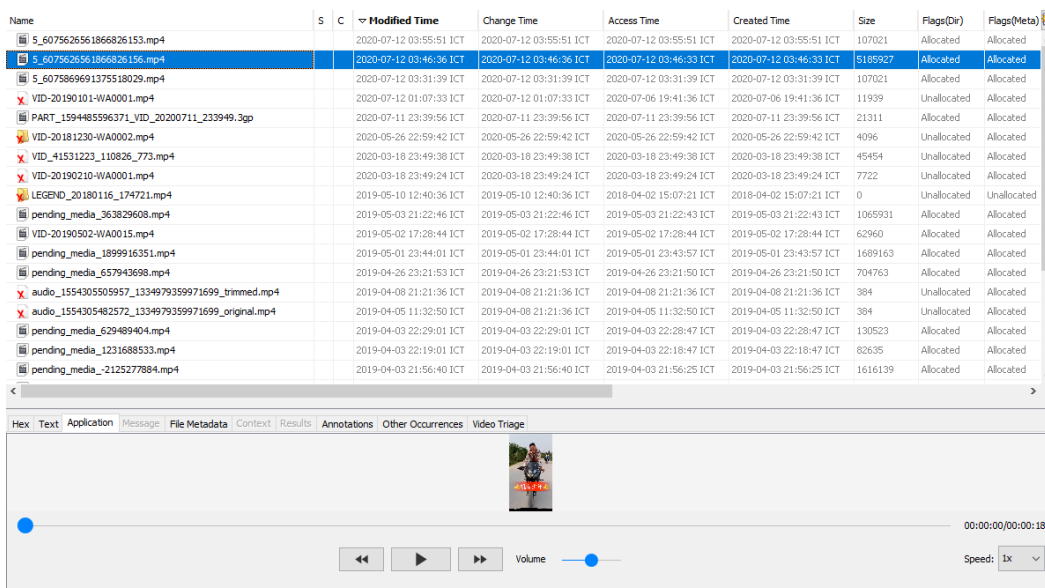 Name S C Modified Time Change Time Access Time Created Time Size Flags(Dir) Flags(Meta)
5_6075626561866826153.mp4 2020-07-12 03:55:51 ICT 2020-07-12 03:55:51 ICT 2020-07-12 03:55:51 ICT 2020-07-12 03:55:51 ICT 107021 Allocated Allocated
5_6075626561866826156.mp4 2020-07-12 03:46:36 ICT 2020-07-12 03:46:36 ICT 2020-07-12 03:46:33 ICT 2020-07-12 03:46:33 ICT 5185927 Allocated Allocated
5_6075869691375518029.mp4 2020-07-12 03:31:39 ICT 2020-07-12 03:31:39 ICT 2020-07-12 03:31:39 ICT 2020-07-12 03:31:39 ICT 107021 Allocated Allocated
VID-20190101-WA0001.mp4 2020-07-12 01:07:33 ICT 2020-07-12 01:07:33 ICT 2020-07-06 19:41:36 ICT 2020-07-06 19:41:36 ICT 11939 Unallocated Allocated
PART_1594485596371_VID_20200711_233949.3gp 2020-07-11 23:39:56 ICT 2020-07-11 23:39:56 ICT 2020-07-11 23:39:56 ICT 2020-07-11 23:39:56 ICT 21311 Allocated Allocated
VID-20181230-WA0002.mp4 2020-05-26 22:59:42 ICT 2020-05-26 22:59:42 ICT 2020-05-26 22:59:42 ICT 2020-05-26 22:59:42 ICT 4096 Unallocated Allocated
VID_41531223_110826_773.mp4 2020-03-18 23:49:38 ICT 2020-03-18 23:49:38 ICT 2020-03-18 23:49:38 ICT 2020-03-18 23:49:38 ICT 45454 Unallocated Allocated
VID-20190210-WA0001.mp4 2020-03-18 23:49:24 ICT 2020-03-18 23:49:24 ICT 2020-03-18 23:49:24 ICT 2020-03-18 23:49:24 ICT 7722 Unallocated Allocated
LEGEND_20180116_174721.mp4 2019-05-10 12:40:36 ICT 2019-05-10 12:40:36 ICT 2018-04-02 15:07:21 ICT 2018-04-02 15:07:21 ICT 0 Unallocated Unallocated
pending_media_363829608.mp4 2019-05-03 21:22:46 ICT 2019-05-03 21:22:46 ICT 2019-05-03 21:22:43 ICT 2019-05-03 21:22:43 ICT 1065931 Allocated Allocated
VID-20190502-WA0015.mp4 2019-05-02 17:28:44 ICT 2019-05-02 17:28:44 ICT 2019-05-02 17:28:44 ICT 2019-05-02 17:28:44 ICT 62960 Allocated Allocated
pending_media_1899916351.mp4 2019-05-01 23:44:01 ICT 2019-05-01 23:44:01 ICT 2019-05-01 23:43:57 ICT 2019-05-01 23:43:57 ICT 1689163 Allocated Allocated
pending_media_657943698.mp4 2019-04-26 23:21:53 ICT 2019-04-26 23:21:53 ICT 2019-04-26 23:21:50 ICT 2019-04-26 23:21:50 ICT 704763 Allocated Allocated
audio_1554305505957_1334979359971699_trimmed.mp4 2019-04-08 21:21:36 ICT 2019-04-08 21:21:36 ICT 2019-04-08 21:21:36 ICT 2019-04-08 21:21:36 ICT 384 Unallocated Allocated
audio_1554305482572_1334979359971699_original.mp4 2019-04-05 11:32:50 ICT 2019-04-08 21:21:36 ICT 2019-04-05 11:32:50 ICT 2019-04-05 11:32:50 ICT 384 Unallocated Allocated
pending_media_629489404.mp4 2019-04-03 22:29:01 ICT 2019-04-03 22:29:01 ICT 2019-04-03 22:28:47 ICT 2019-04-03 22:28:47 ICT 130523 Allocated Allocated
pending_media_1231688533.mp4 2019-04-03 22:19:01 ICT 2019-04-03 22:19:01 ICT 2019-04-03 22:18:47 ICT 2019-04-03 22:18:47 ICT 82635 Allocated Allocated
pending_media_-2125277884.mp4 2019-04-03 21:56:40 ICT 2019-04-03 21:56:40 ICT 2019-04-03 21:56:25 ICT 2019-04-03 21:56:25 ICT 1616139 Allocated Allocated
Hex Text Application Message File Metadata Context Results Annotations Other Occurrences Video Triage
00:00:00/00:00:18
Volume Speed: 1x